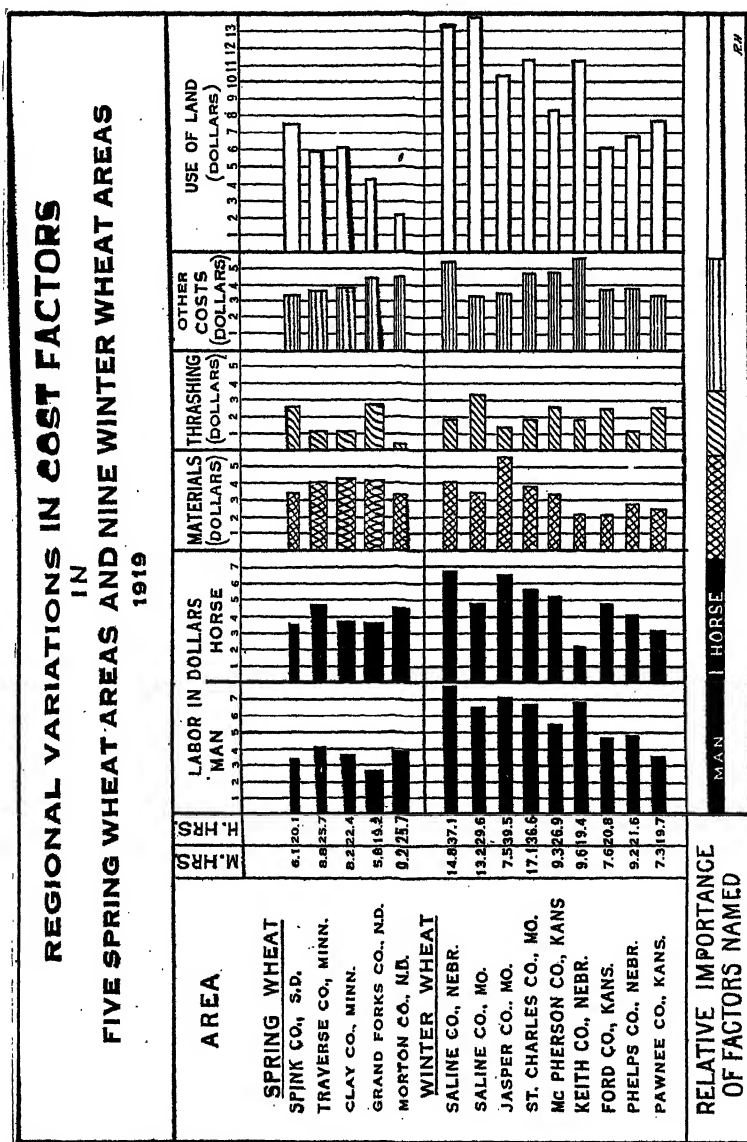 REGIONAL VARIATIONS IN COST FACTORS
IN
FIVE SPRING WHEAT AREAS AND NINE WINTER WHEAT AREAS
1919
AREA
M. HRS.
H. HRS.
LABOR IN DOLLARS
MAN
HORSE
MATERIALS
(DOLLARS)
THRASHING
(DOLLARS)
OTHER
COSTS
(DOLLARS)
USE OF LAND
(DOLLARS)
1 2 3 4 5 6 7
1 2 3 4 5 6 7
1 2 3 4 5
1 2 3 4 5
1 2 3 4 5
1 2 3 4 5 6 7 8 9 10 11 12 13
SPRING WHEAT
SPINK CO., S.D. 6.1 20.1
TRAVERSE CO., MINN. 8.8 25.7
CLAY CO., MINN. 8.2 22.4
GRAND FORKS CO., N.D. 5.8 19.2
MORTON CO., N.D. 0.2 25.7
WINTER WHEAT
SALINE CO., NEBR. 14.8 37.1
SALINE CO., MO. 13.2 29.6
JASPER CO., MO. 7.5 39.5
ST. CHARLES CO., MO. 17.1 36.6
Mc PHERSON CO., KANS 9.3 26.9
KEITH CO., NEBR. 9.6 19.4
FORD CO., KANS. 7.6 20.8
PHELPS CO., NEBR. 9.2 21.6
PAWNEE CO., KANS. 7.3 19.7
RELATIVE IMPORTANCE
OF FACTORS NAMED
MAN
HORSE